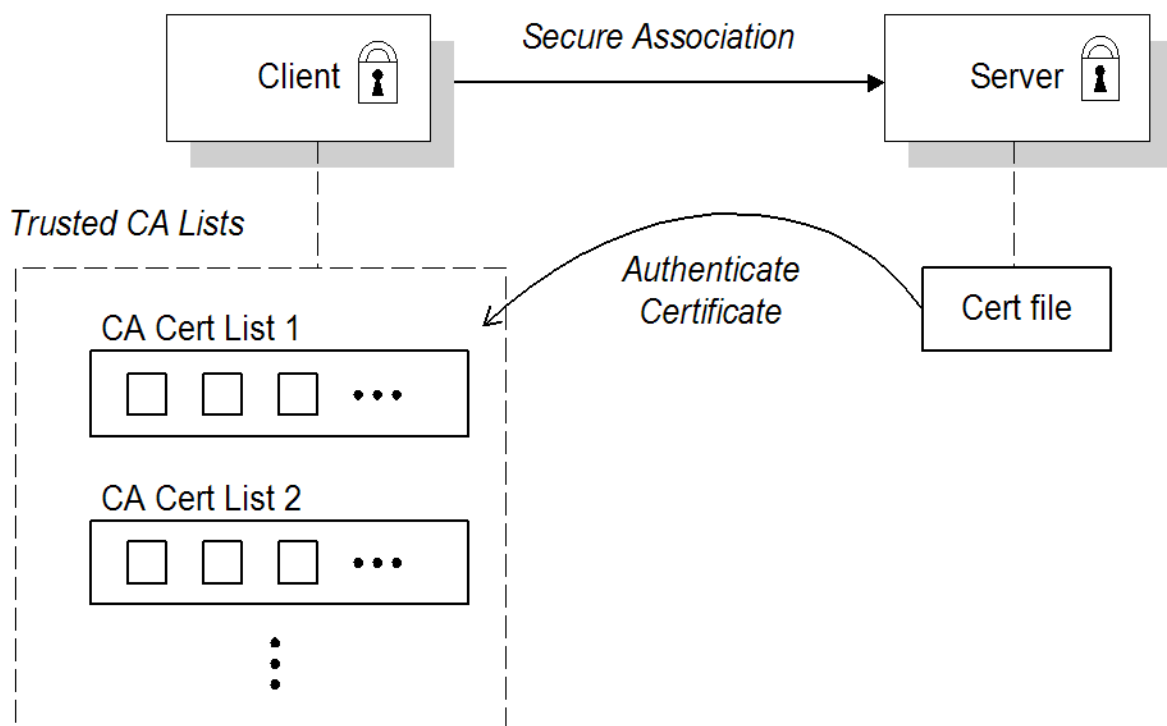 Secure Association
Client
Server
Trusted CA Lists
Authenticate
Certificate
Cert file
CA Cert List 1
CA Cert List 2